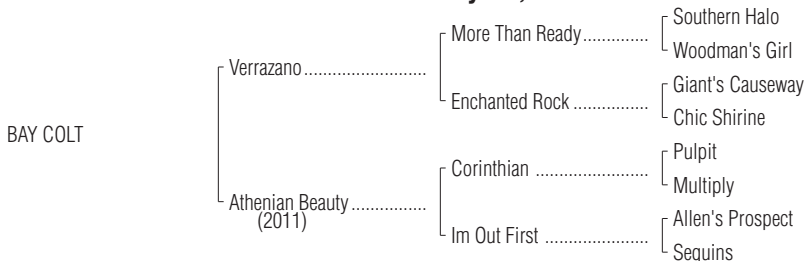 Southern Halo
More Than Ready..............
Woodman's Girl
Verrazano..........................
Giant's Causeway
Enchanted Rock ................
Chic Shirine
BAY COLT
Pulpit
Corinthian ........................
Multiply
Athenian Beauty ................
(2011)
Allen's Prospect
Im Out First ......................
Sequins